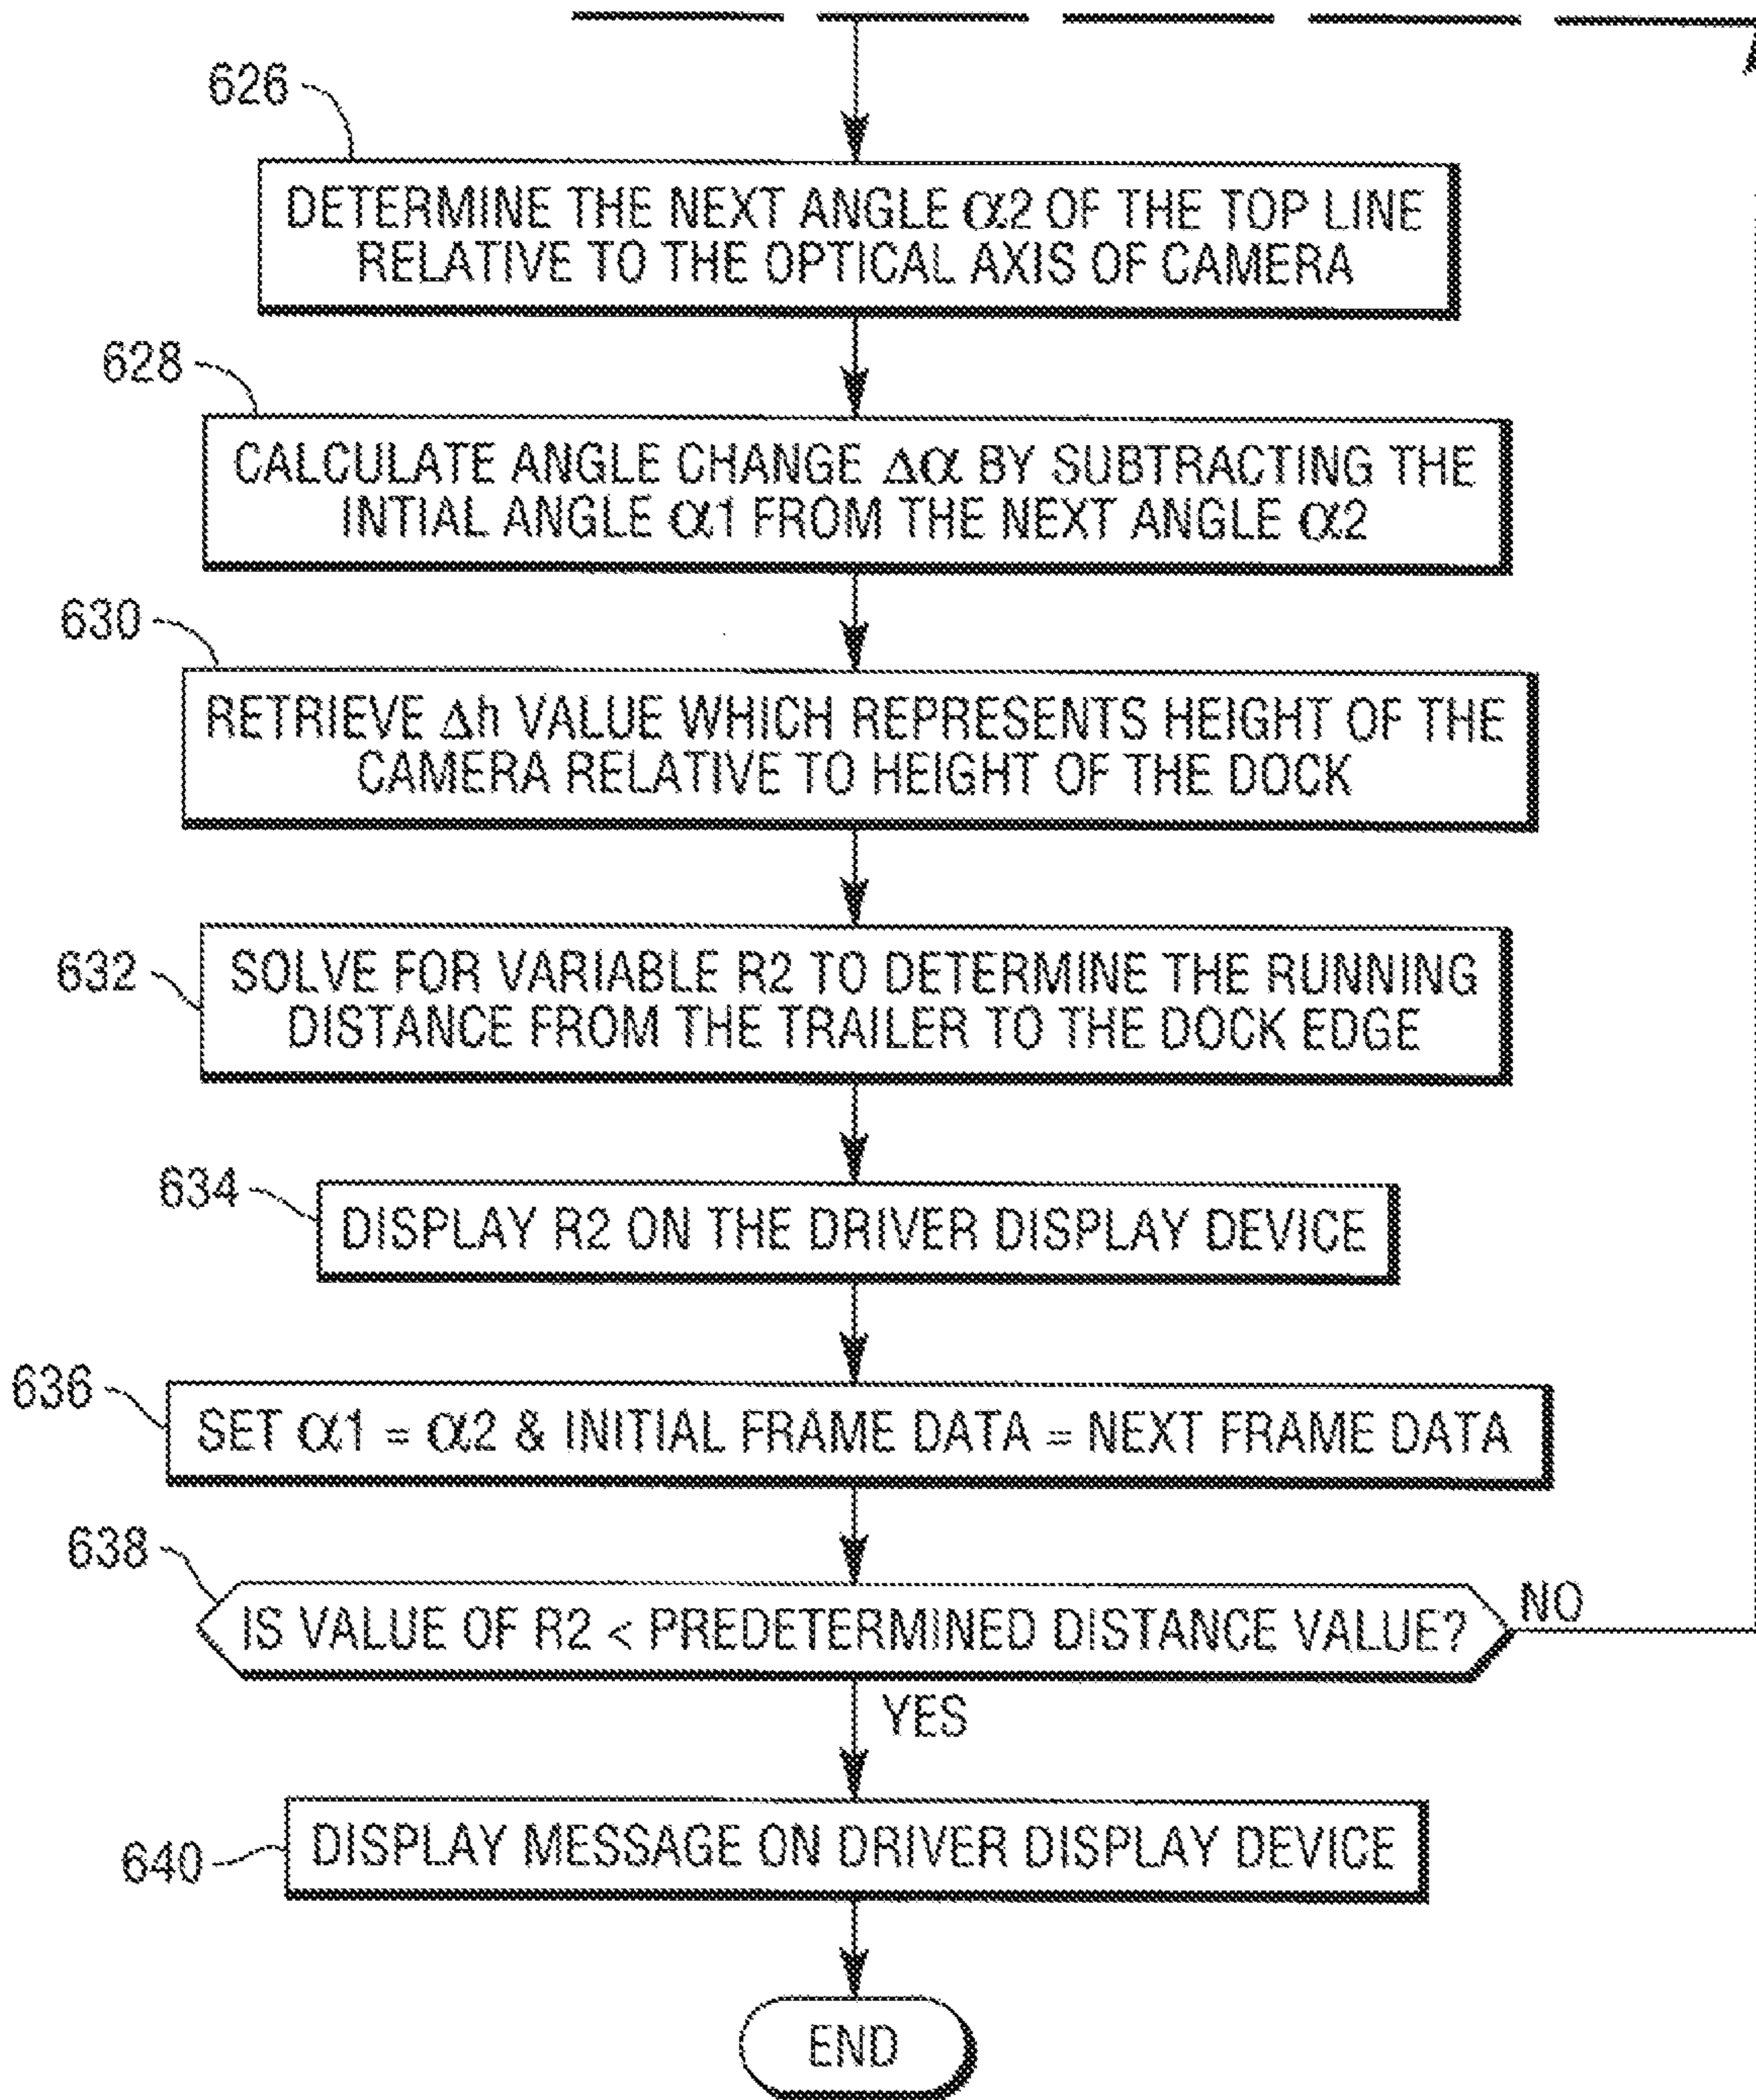 626
DETERMINE THE NEXT ANGLE α2 OF THE TOP LINE
RELATIVE TO THE OPTICAL AXIS OF CAMERA
628
CALCULATE ANGLE CHANGE Δα BY SUBTRACTING THE
INTIAL ANGLE α1 FROM THE NEXT ANGLE α2
630
RETRIEVE Δh VALUE WHICH REPRESENTS HEIGHT OF THE
CAMERA RELATIVE TO HEIGHT OF THE DOCK
632
SOLVE FOR VARIABLE R2 TO DETERMINE THE RUNNING
DISTANCE FROM THE TRAILER TO THE DOCK EDGE
634
DISPLAY R2 ON THE DRIVER DISPLAY DEVICE
636
SET α1 = α2 & INITIAL FRAME DATA = NEXT FRAME DATA
638
IS VALUE OF R2 < PREDETERMINED DISTANCE VALUE?
NO
YES
640
DISPLAY MESSAGE ON DRIVER DISPLAY DEVICE
END